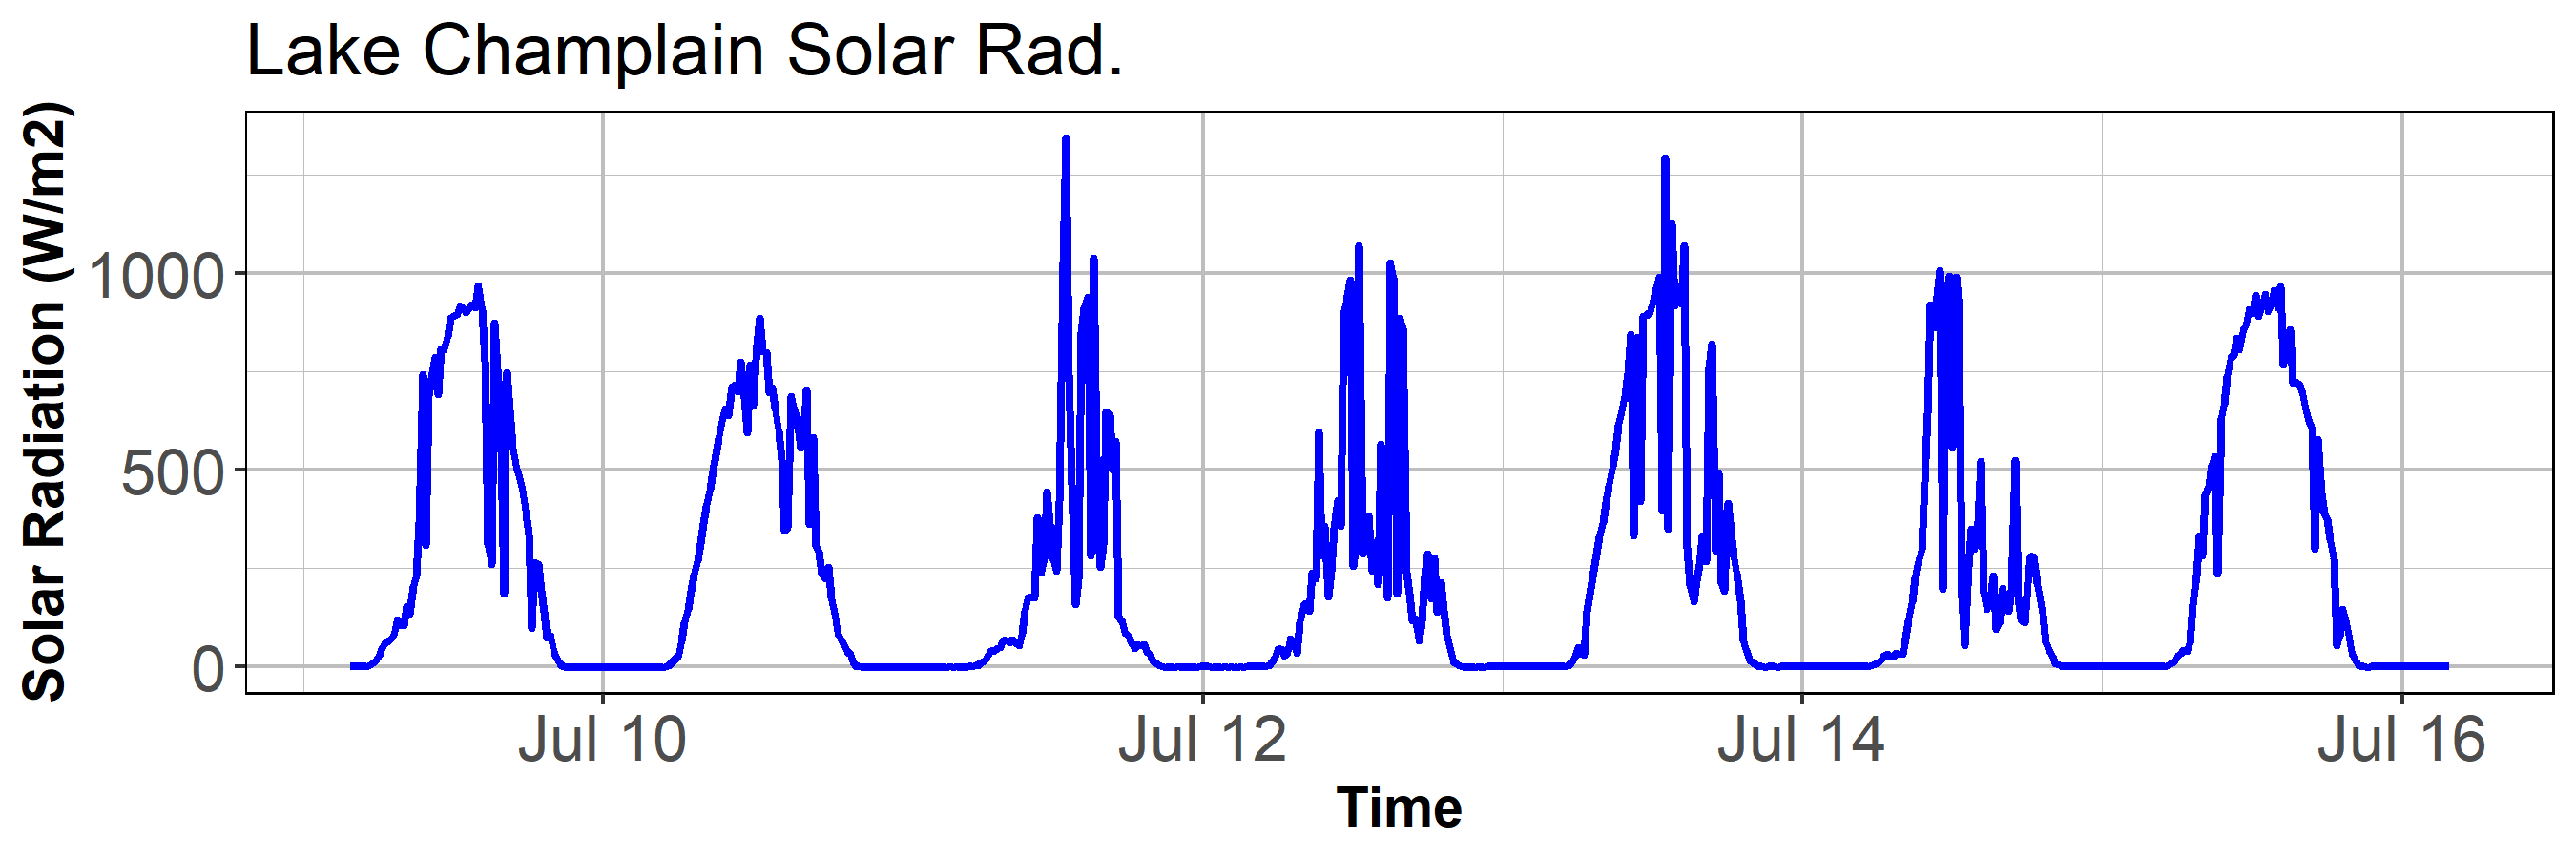 Lake Champlain Solar Rad.
Solar Radiation (W/m2)
1000
500
0
Jul 10
Jul 12
Jul 14
Jul 16
Time